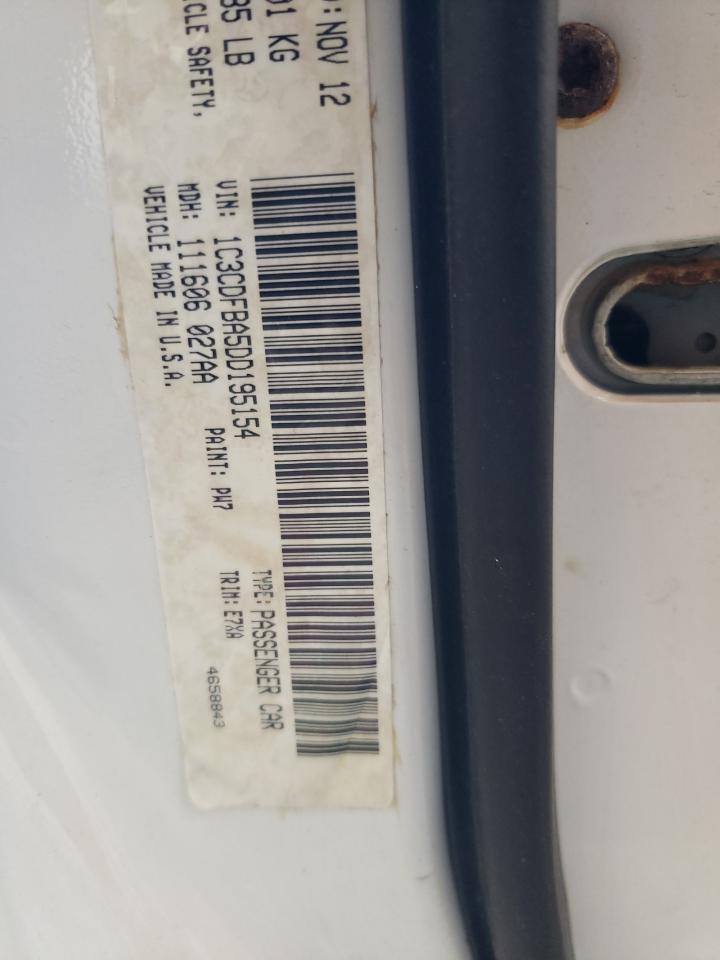 D: NOV 12
01 KG
85 LB
CLE SAFETY,
VIN: 1C3CDFBA5DD195154
TYPE: PASSENGER CAR
MDH: 111606 027AA
PAINT: PW7
TRIM: E7XA
VEHICLE MADE IN U.S.A.
4658843